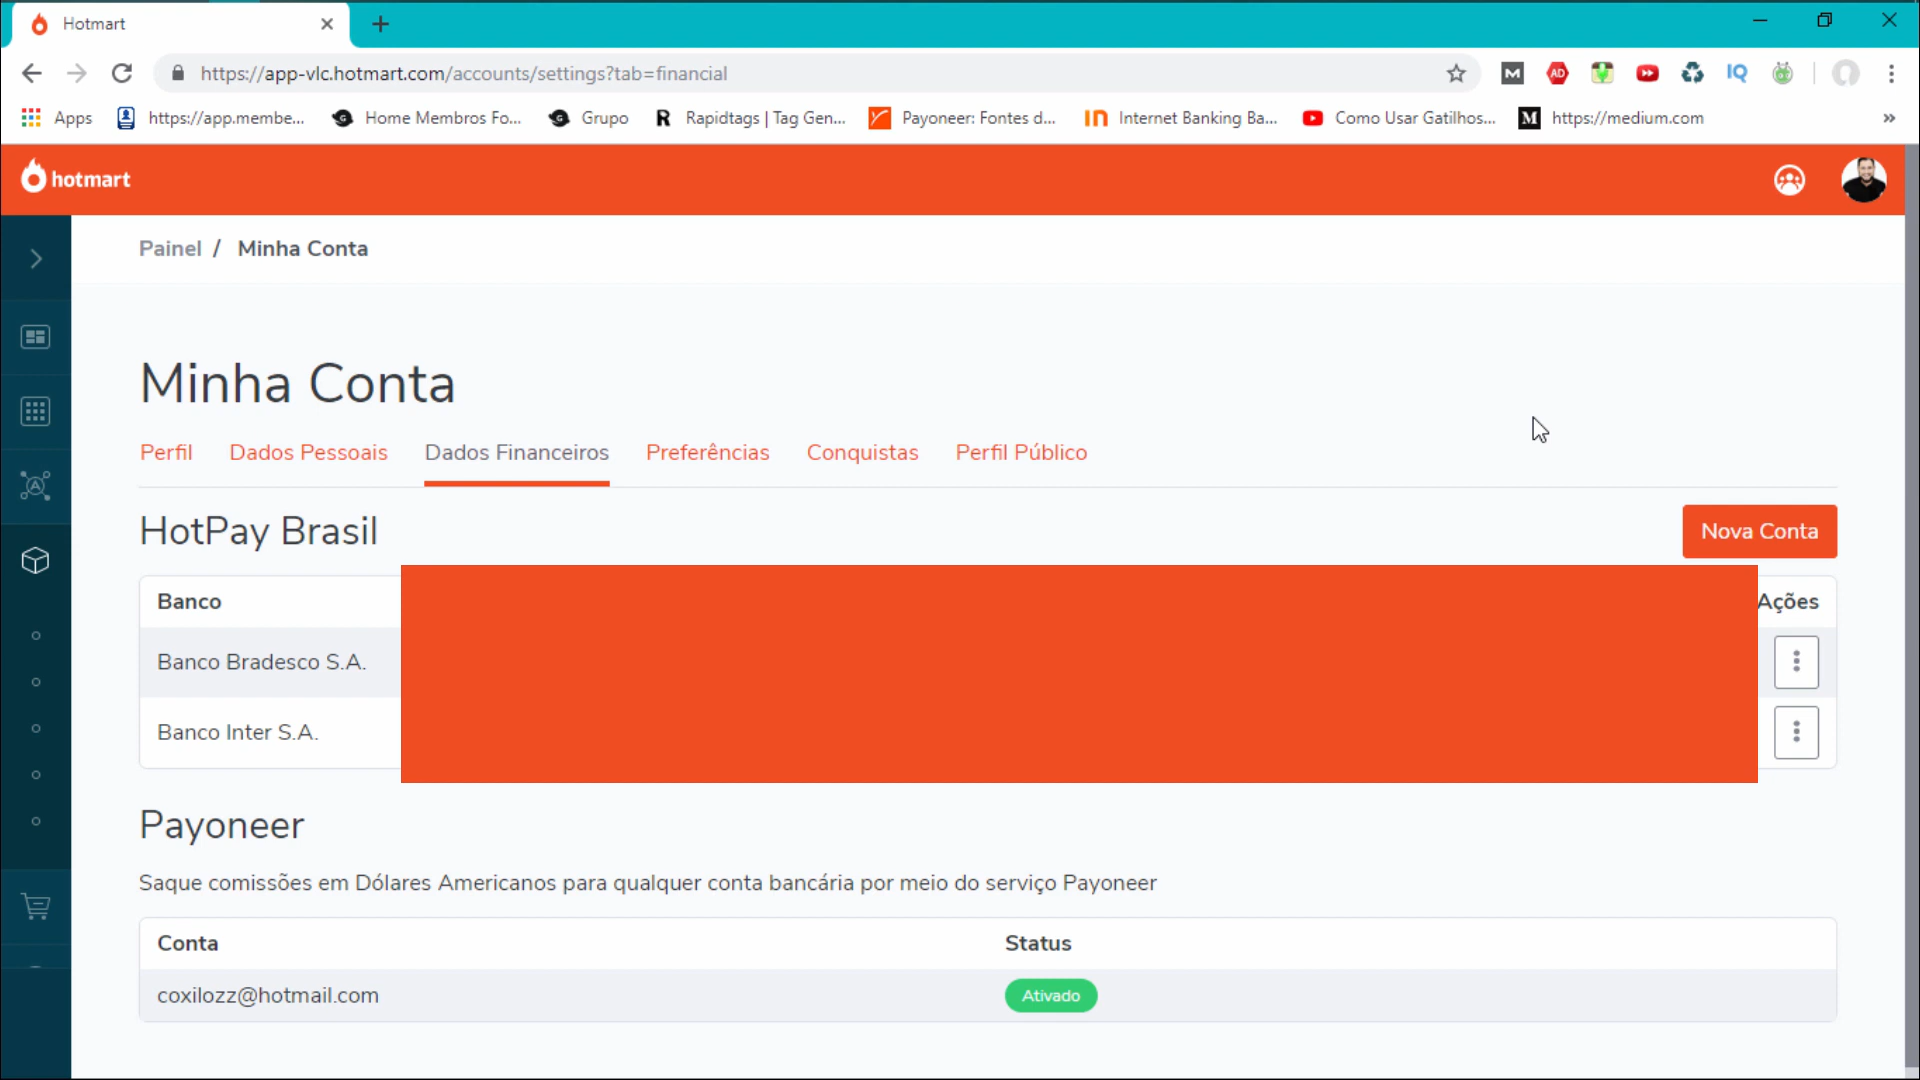 Hotmart
https://app-vlc.hotmart.com/accounts/settings?tab=financial
M AD IQ
Apps https://app.membe... Home Membros Fo... Grupo R Rapidtags | Tag Gen... Payoneer: Fontes d... Internet Banking Ba... Como Usar Gatilhos... M https://medium.com »
hotmart
Painel / Minha Conta
Minha Conta
Perfil Dados Pessoais Dados Financeiros Preferências Conquistas Perfil Público
HotPay Brasil Nova Conta
Banco Ações
Banco Bradesco S.A.
Banco Inter S.A.
Payoneer
Saque comissões em Dólares Americanos para qualquer conta bancária por meio do serviço Payoneer
Conta Status
coxilozz@hotmail.com Ativado